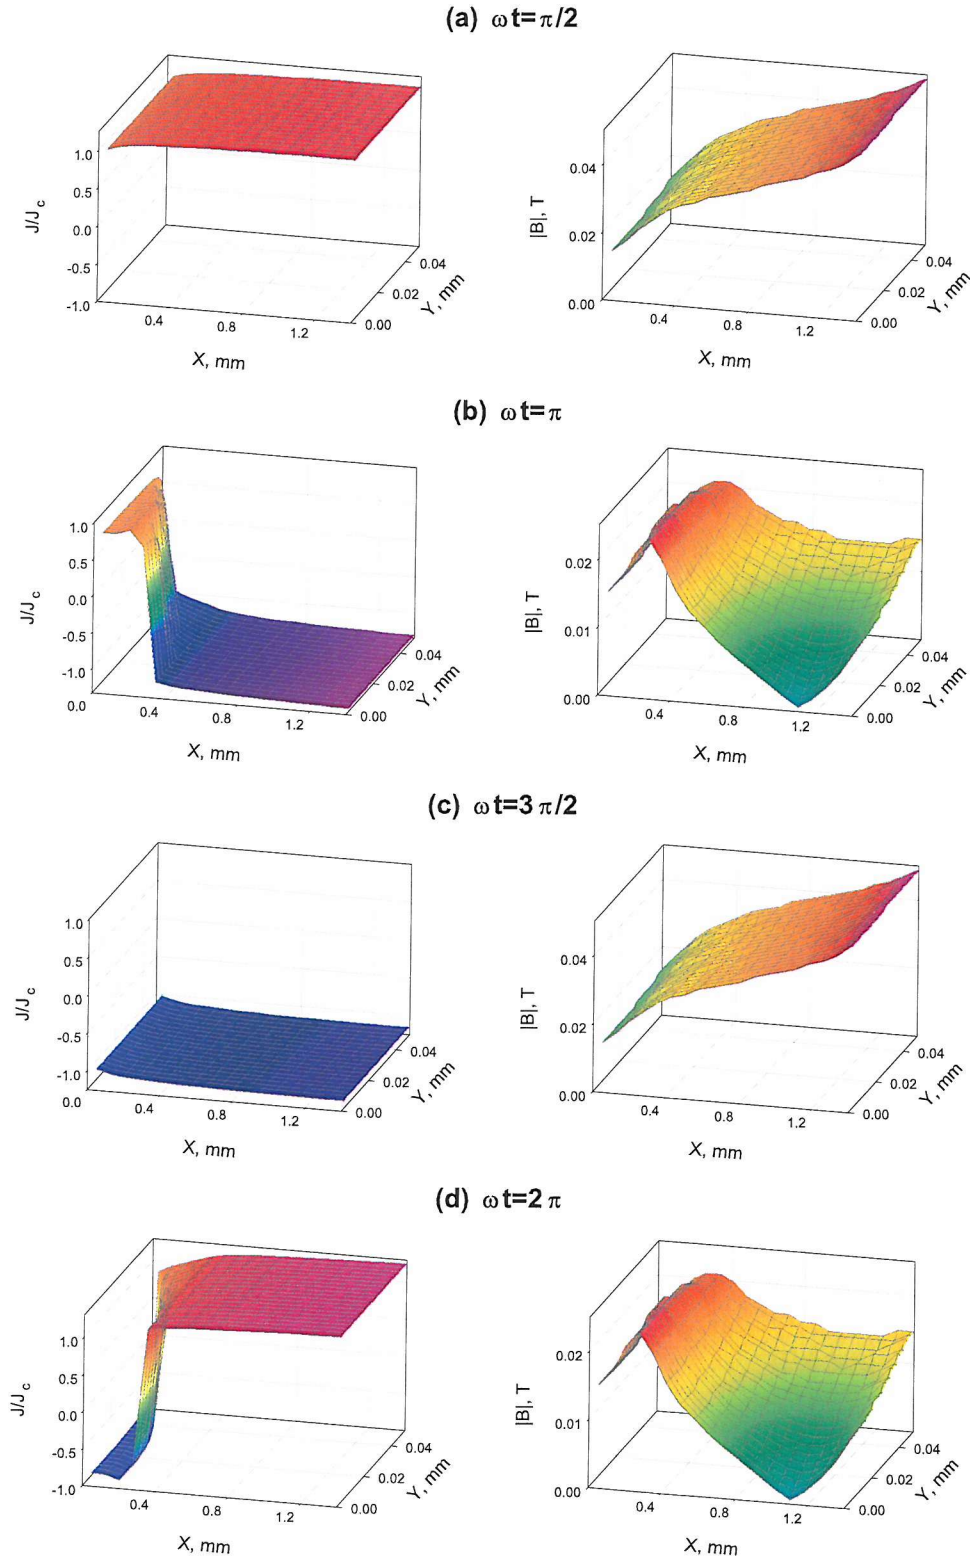 (a) ωt=π/2
1.0
0.5
0.0
-0.5
-1.0
J/Jc
0.4
0.8
1.2
X, mm
0.00
0.02
0.04
Y, mm
0.04
0.02
0.00
|B|, T
0.4
0.8
1.2
X, mm
0.00
0.02
0.04
Y, mm
(b) ωt=π
1.0
0.5
0.0
-0.5
-1.0
0.0
J/Jc
0.4
0.8
1.2
X, mm
0.00
0.02
0.04
Y, mm
0.02
0.01
0.00
|B|, T
0.4
0.8
1.2
X, mm
0.00
0.02
0.04
Y, mm
(c) ωt=3π/2
1.0
0.5
0.0
-0.5
-1.0
0.0
J/Jc
0.4
0.8
1.2
X, mm
0.00
0.02
0.04
Y, mm
0.04
0.02
0.00
|B|, T
0.4
0.8
1.2
X, mm
0.00
0.02
0.04
Y, mm
(d) ωt=2π
1.0
0.5
0.0
-0.5
-1.0
J/Jc
0.4
0.8
1.2
X, mm
0.00
0.02
0.04
Y, mm
0.02
0.01
0.00
|B|, T
0.4
0.8
1.2
X, mm
0.00
0.02
0.04
Y, mm